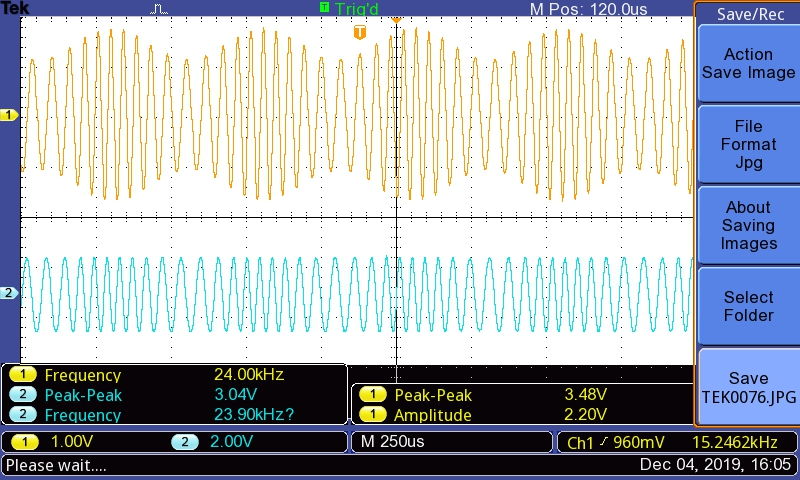 Tek Trig'd M Pos: 120.0us Save/Rec
T
T
1
2
Action
Save Image
File
Format
Jpg
About
Saving
Images
Select
Folder
Save
TEK0076.JPG
1 Frequency 24.00kHz
2 Peak-Peak 3.04V
2 Frequency 23.90kHz?
1 Peak-Peak 3.48V
1 Amplitude 2.20V
1 1.00V 2 2.00V M 250us Ch1 960mV 15.2462kHz
Please wait.... Dec 04, 2019, 16:05